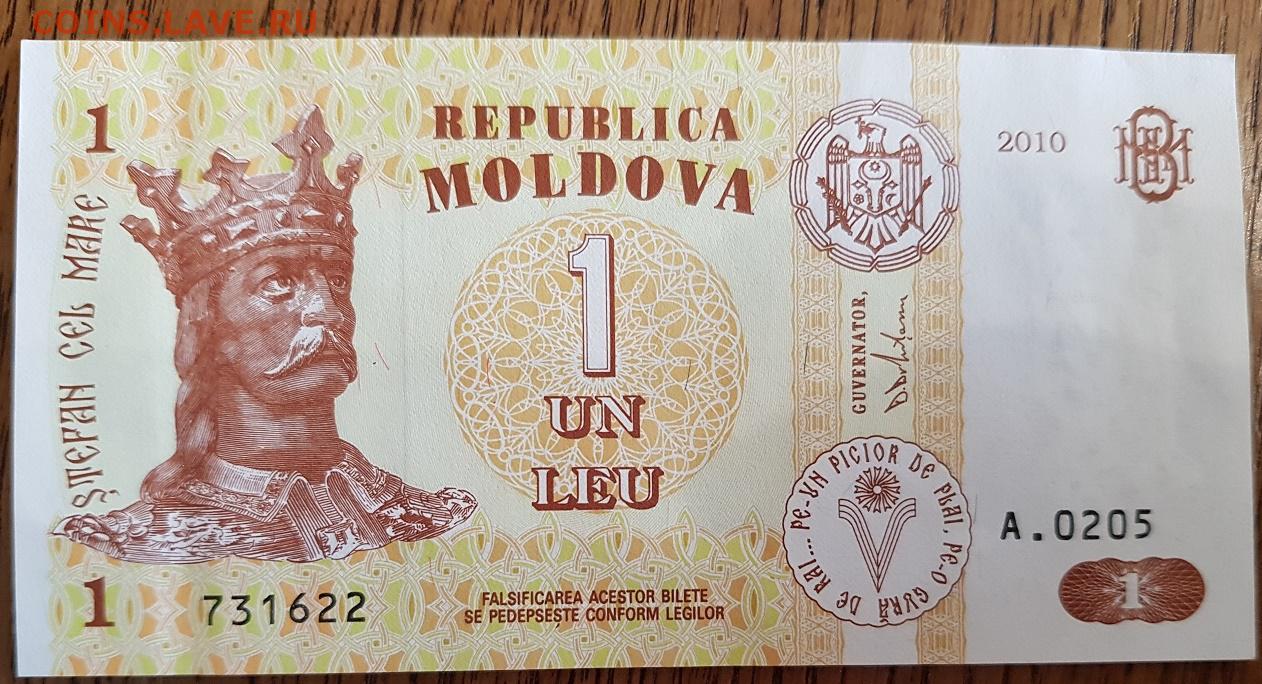 COINS.LAVE.RU
1
REPUBLICA
MOLDOVA
2010
ȘTEFAN CEL MARE
1
UN
LEU
GUVERNATOR,
PE-UN PICIOR DE PLAI, PE-O GURĂ DE RAI...
A.0205
1
731622
FALSIFICAREA ACESTOR BILETE
SE PEDEPSEȘTE CONFORM LEGILOR
1